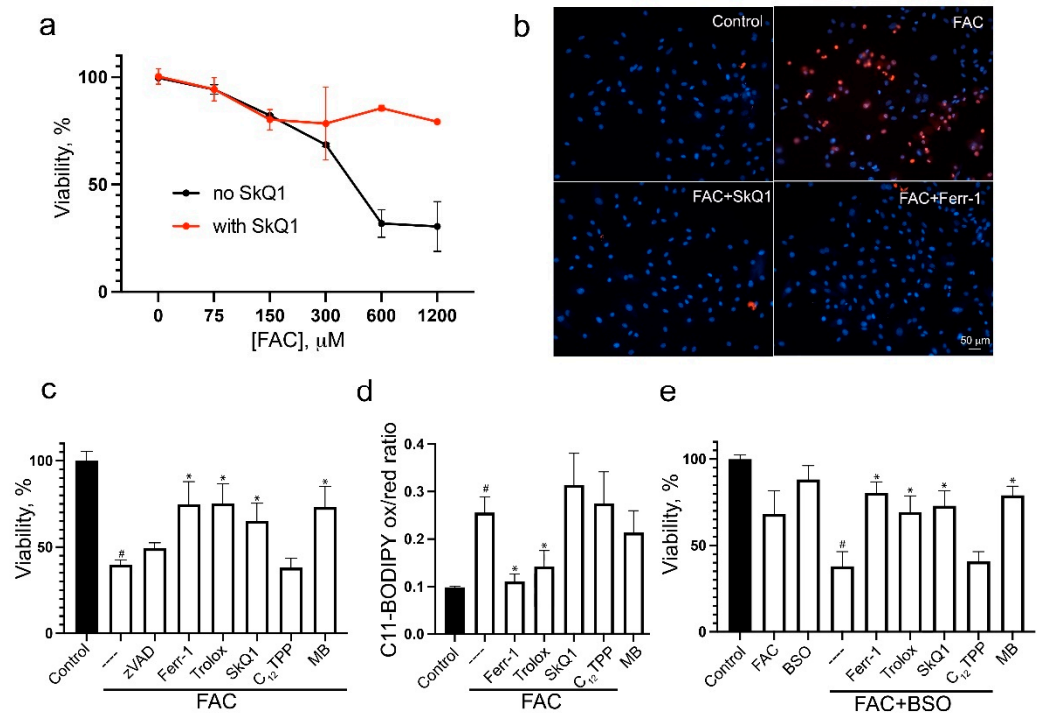 a
Viability, %
100
50
0
no SkQ1
with SkQ1
0 75 150 300 600 1200
[FAC], μM
b
Control
FAC
FAC+SkQ1
FAC+Ferr-1
50 μm
c
Viability, %
100
50
0
# * * * *
Control ---- zVAD Ferr-1 Trolox SkQ1 C₁₂TPP MB
FAC
d
C11-BODIPY ox/red ratio
0.4
0.3
0.2
0.1
0.0
# * *
Control ---- Ferr-1 Trolox SkQ1 C₁₂TPP MB
FAC
e
Viability, %
100
50
0
# * * * *
Control FAC BSO ---- Ferr-1 Trolox SkQ1 C₁₂TPP MB
FAC+BSO